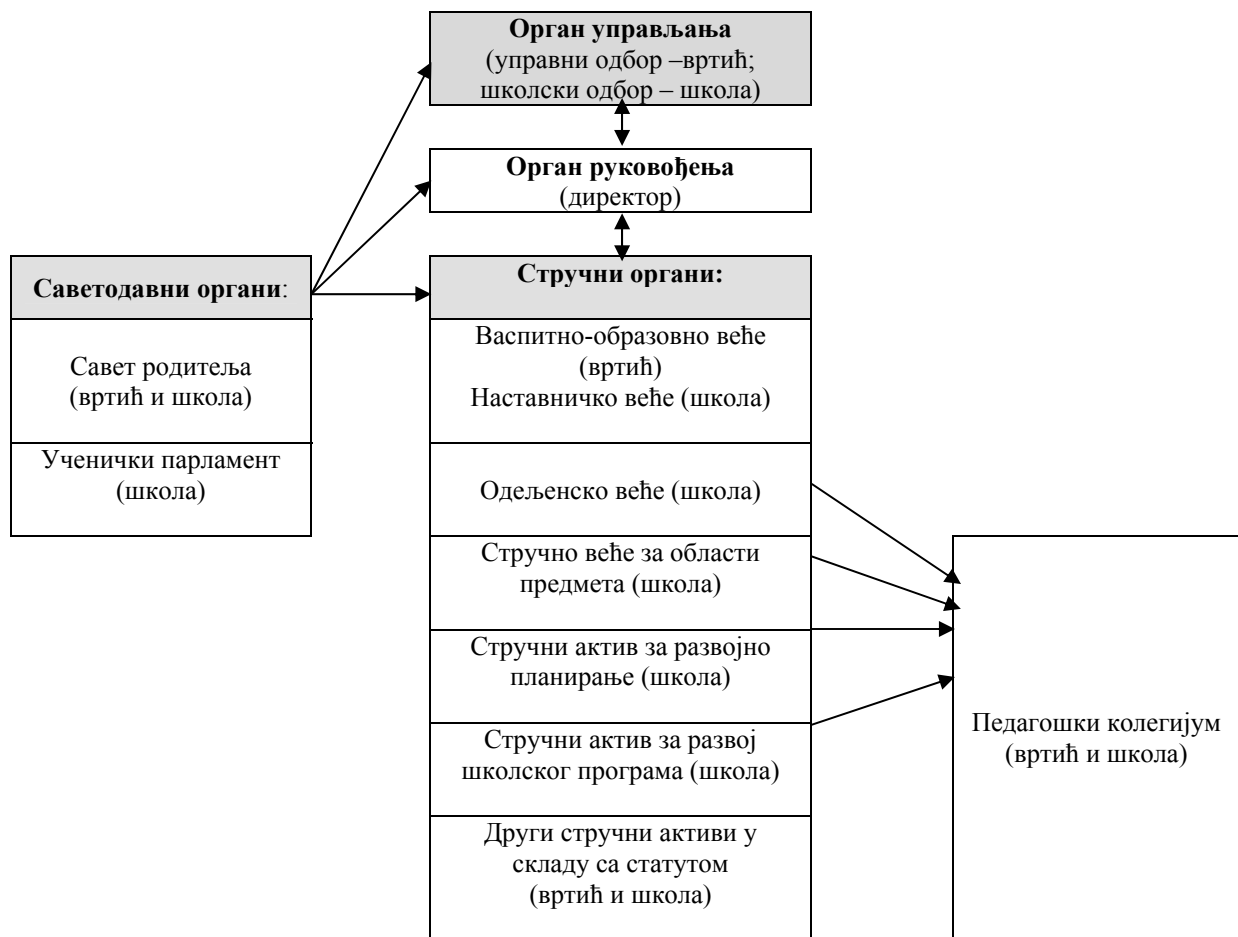 Орган управљања
(управни одбор –вртић;
школски одбор – школа)
Орган руковођења
(директор)
Саветодавни органи:
Савет родитеља
(вртић и школа)
Ученички парламент
(школа)
Стручни органи:
Васпитно-образовно веће
(вртић)
Наставничко веће (школа)
Одељенско веће (школа)
Стручно веће за области
предмета (школа)
Стручни актив за развојно
планирање (школа)
Стручни актив за развој
школског програма (школа)
Други стручни активи у
складу са статутом
(вртић и школа)
Педагошки колегијум
(вртић и школа)